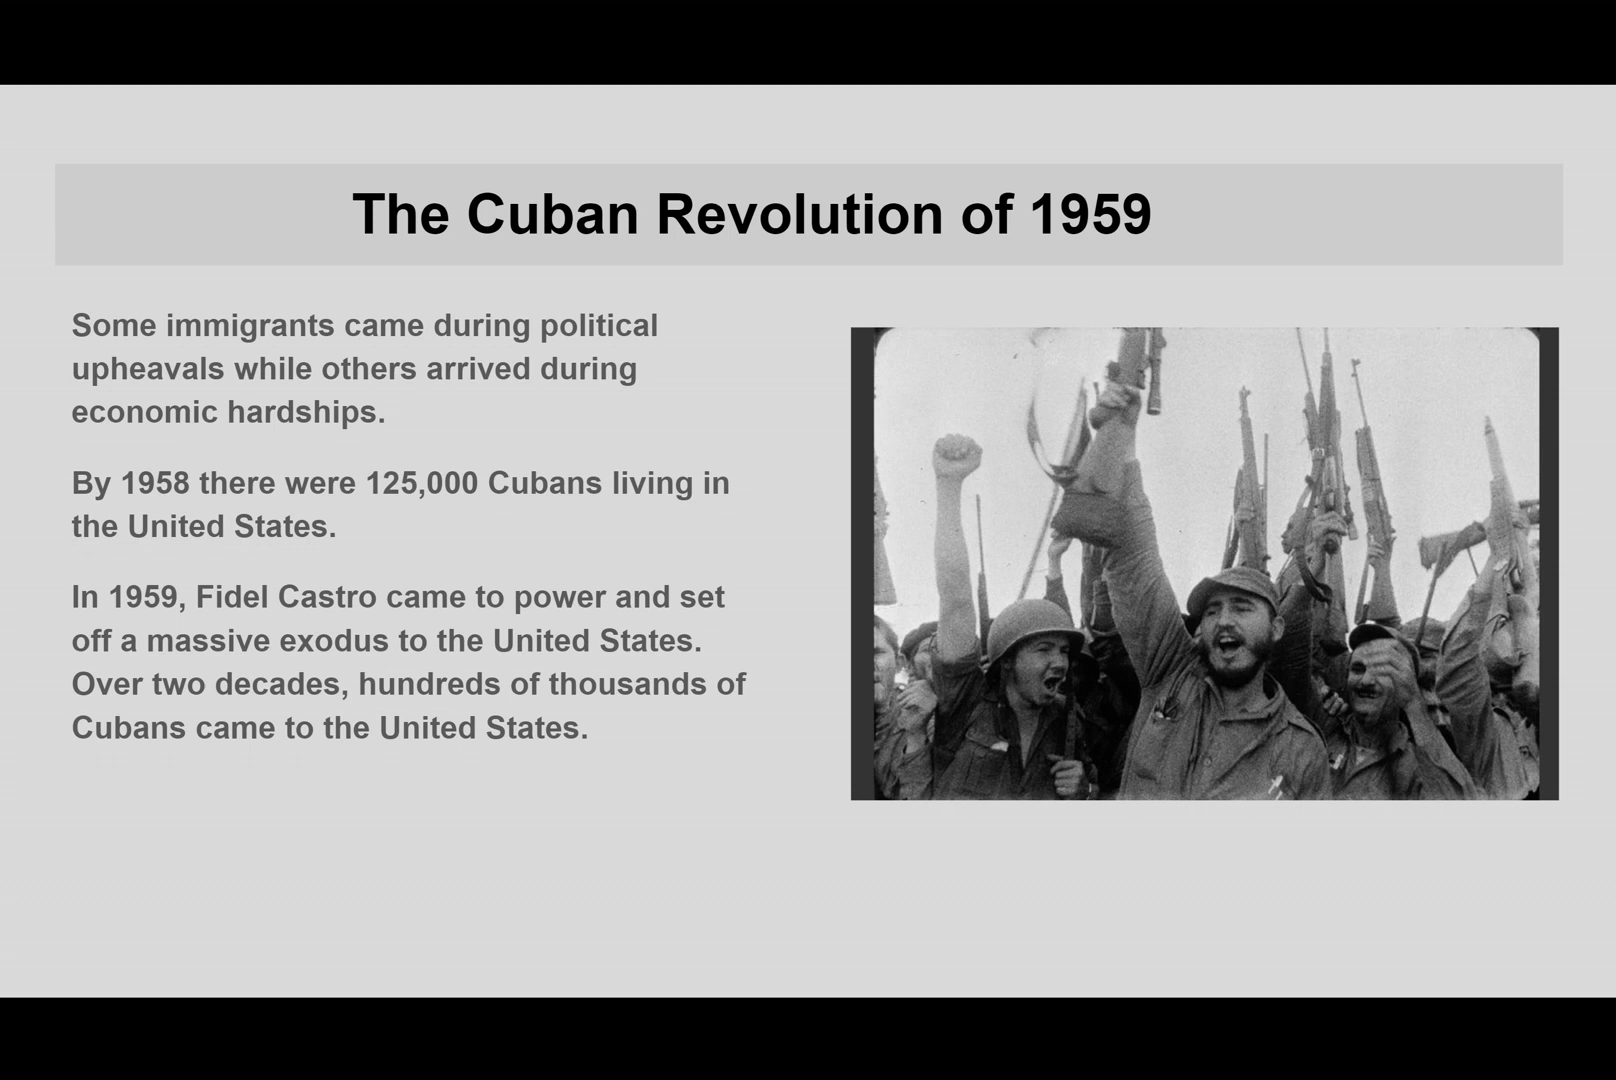 The Cuban Revolution of 1959
Some immigrants came during political
upheavals while others arrived during
economic hardships.
By 1958 there were 125,000 Cubans living in
the United States.
In 1959, Fidel Castro came to power and set
off a massive exodus to the United States.
Over two decades, hundreds of thousands of
Cubans came to the United States.